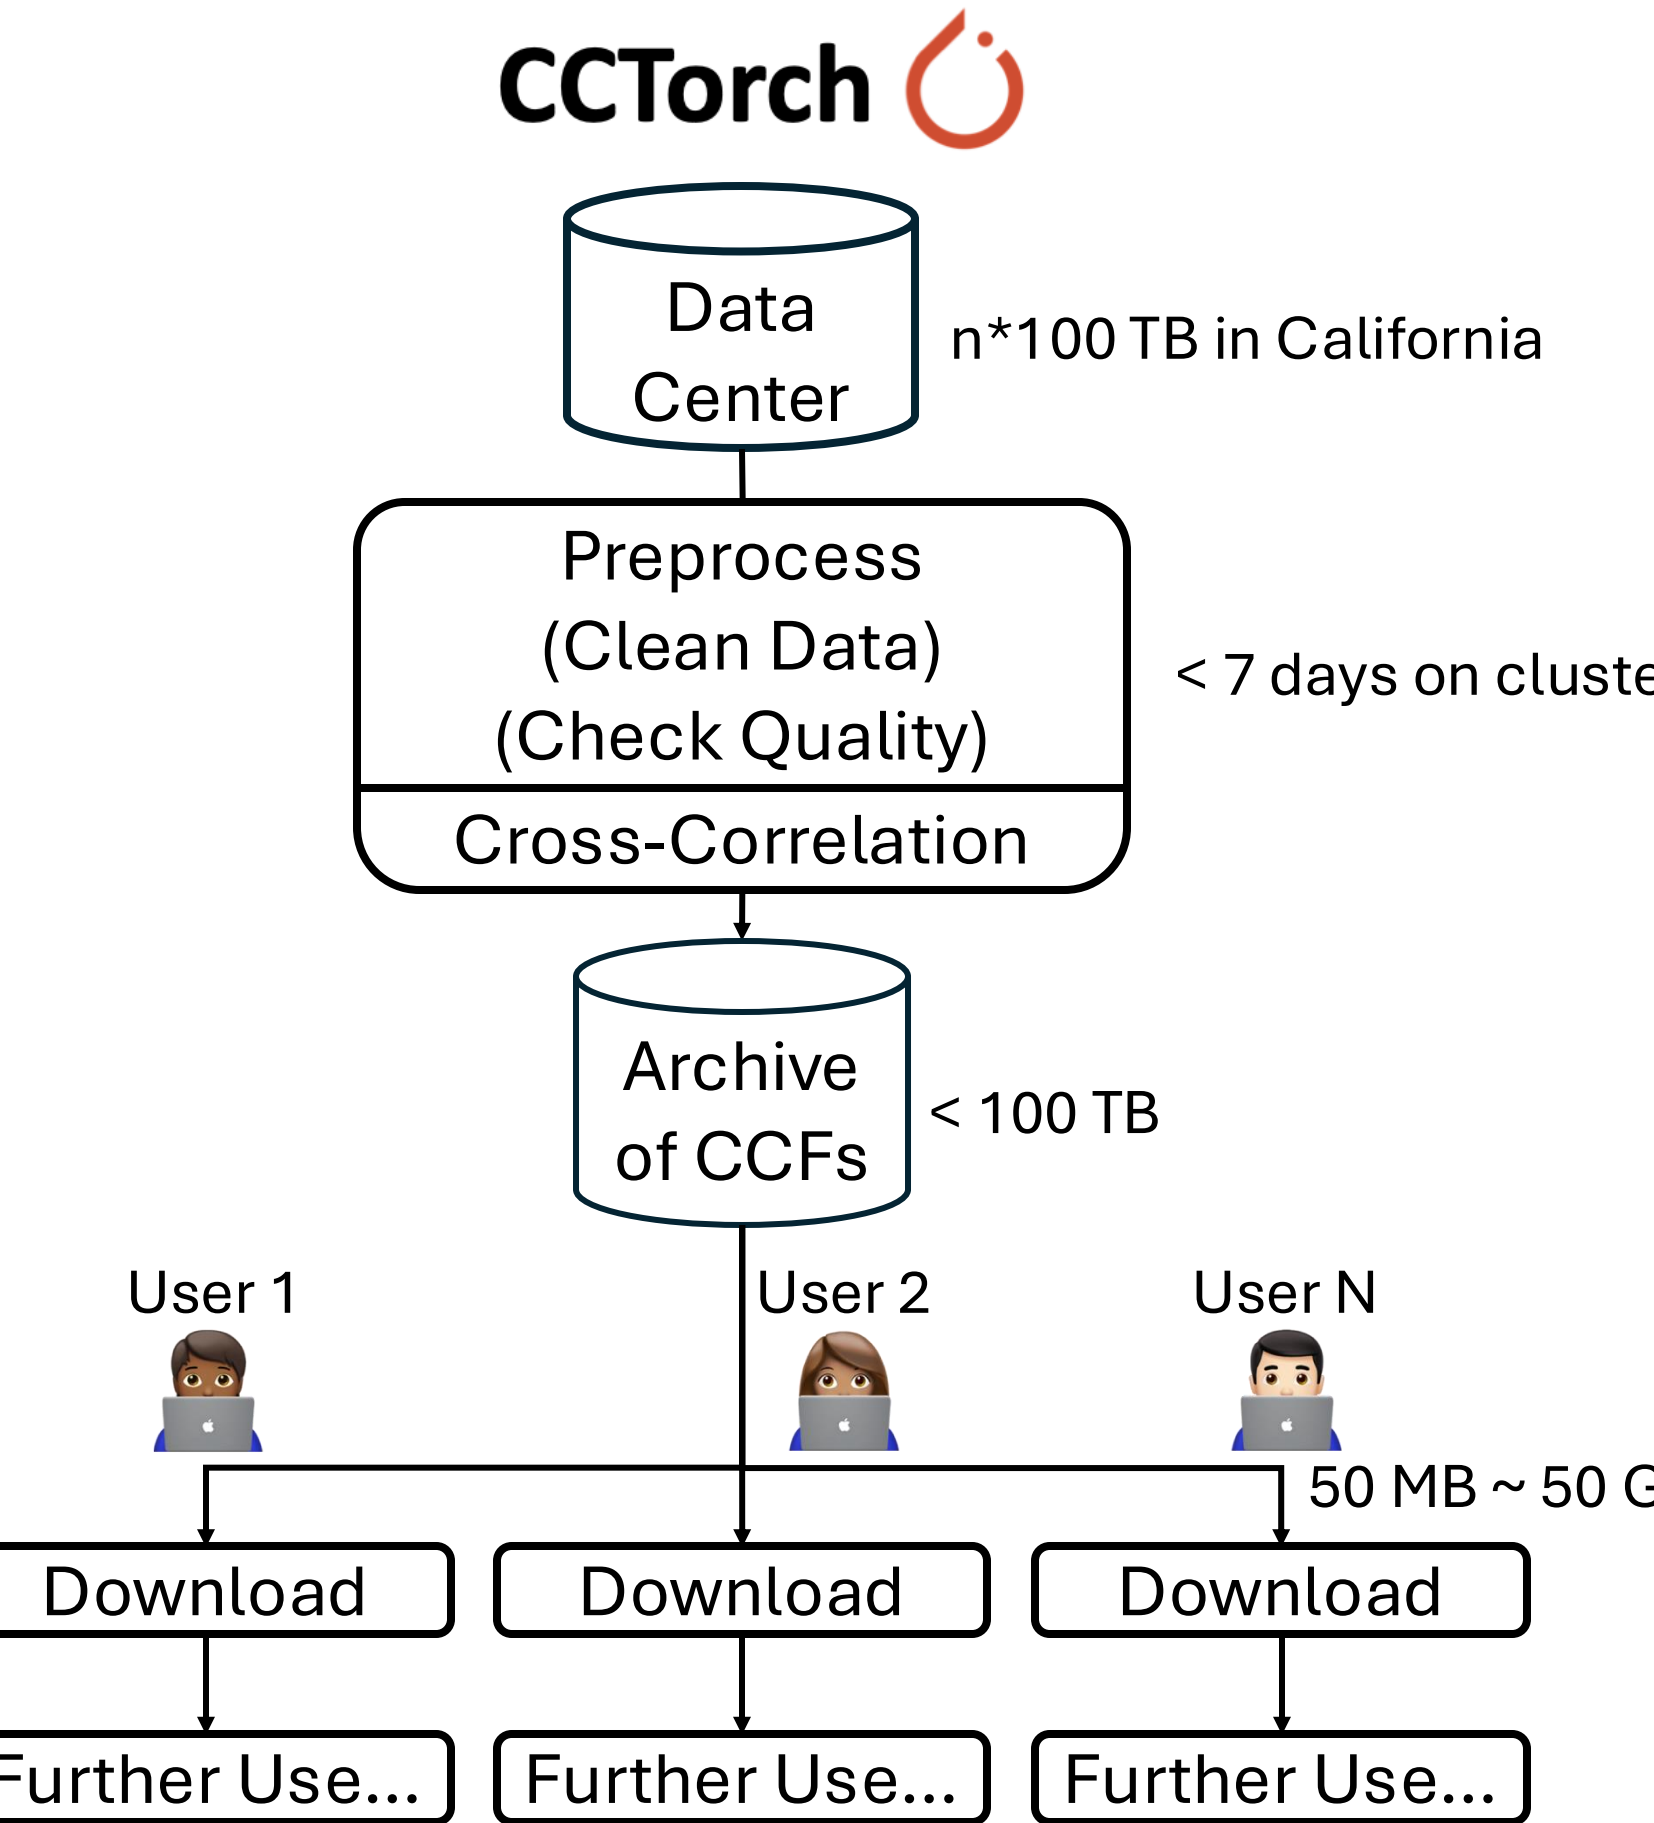 CCTorch
Data
Center
n*100 TB in California
Preprocess
(Clean Data)
(Check Quality)
< 7 days on
Cross-Correlation
Archive
of CCFs
< 100 TB
User 1
User 2
User N
50 MB ~ 50
Download
Download
Download
Further Use...
Further Use...
Further Use...